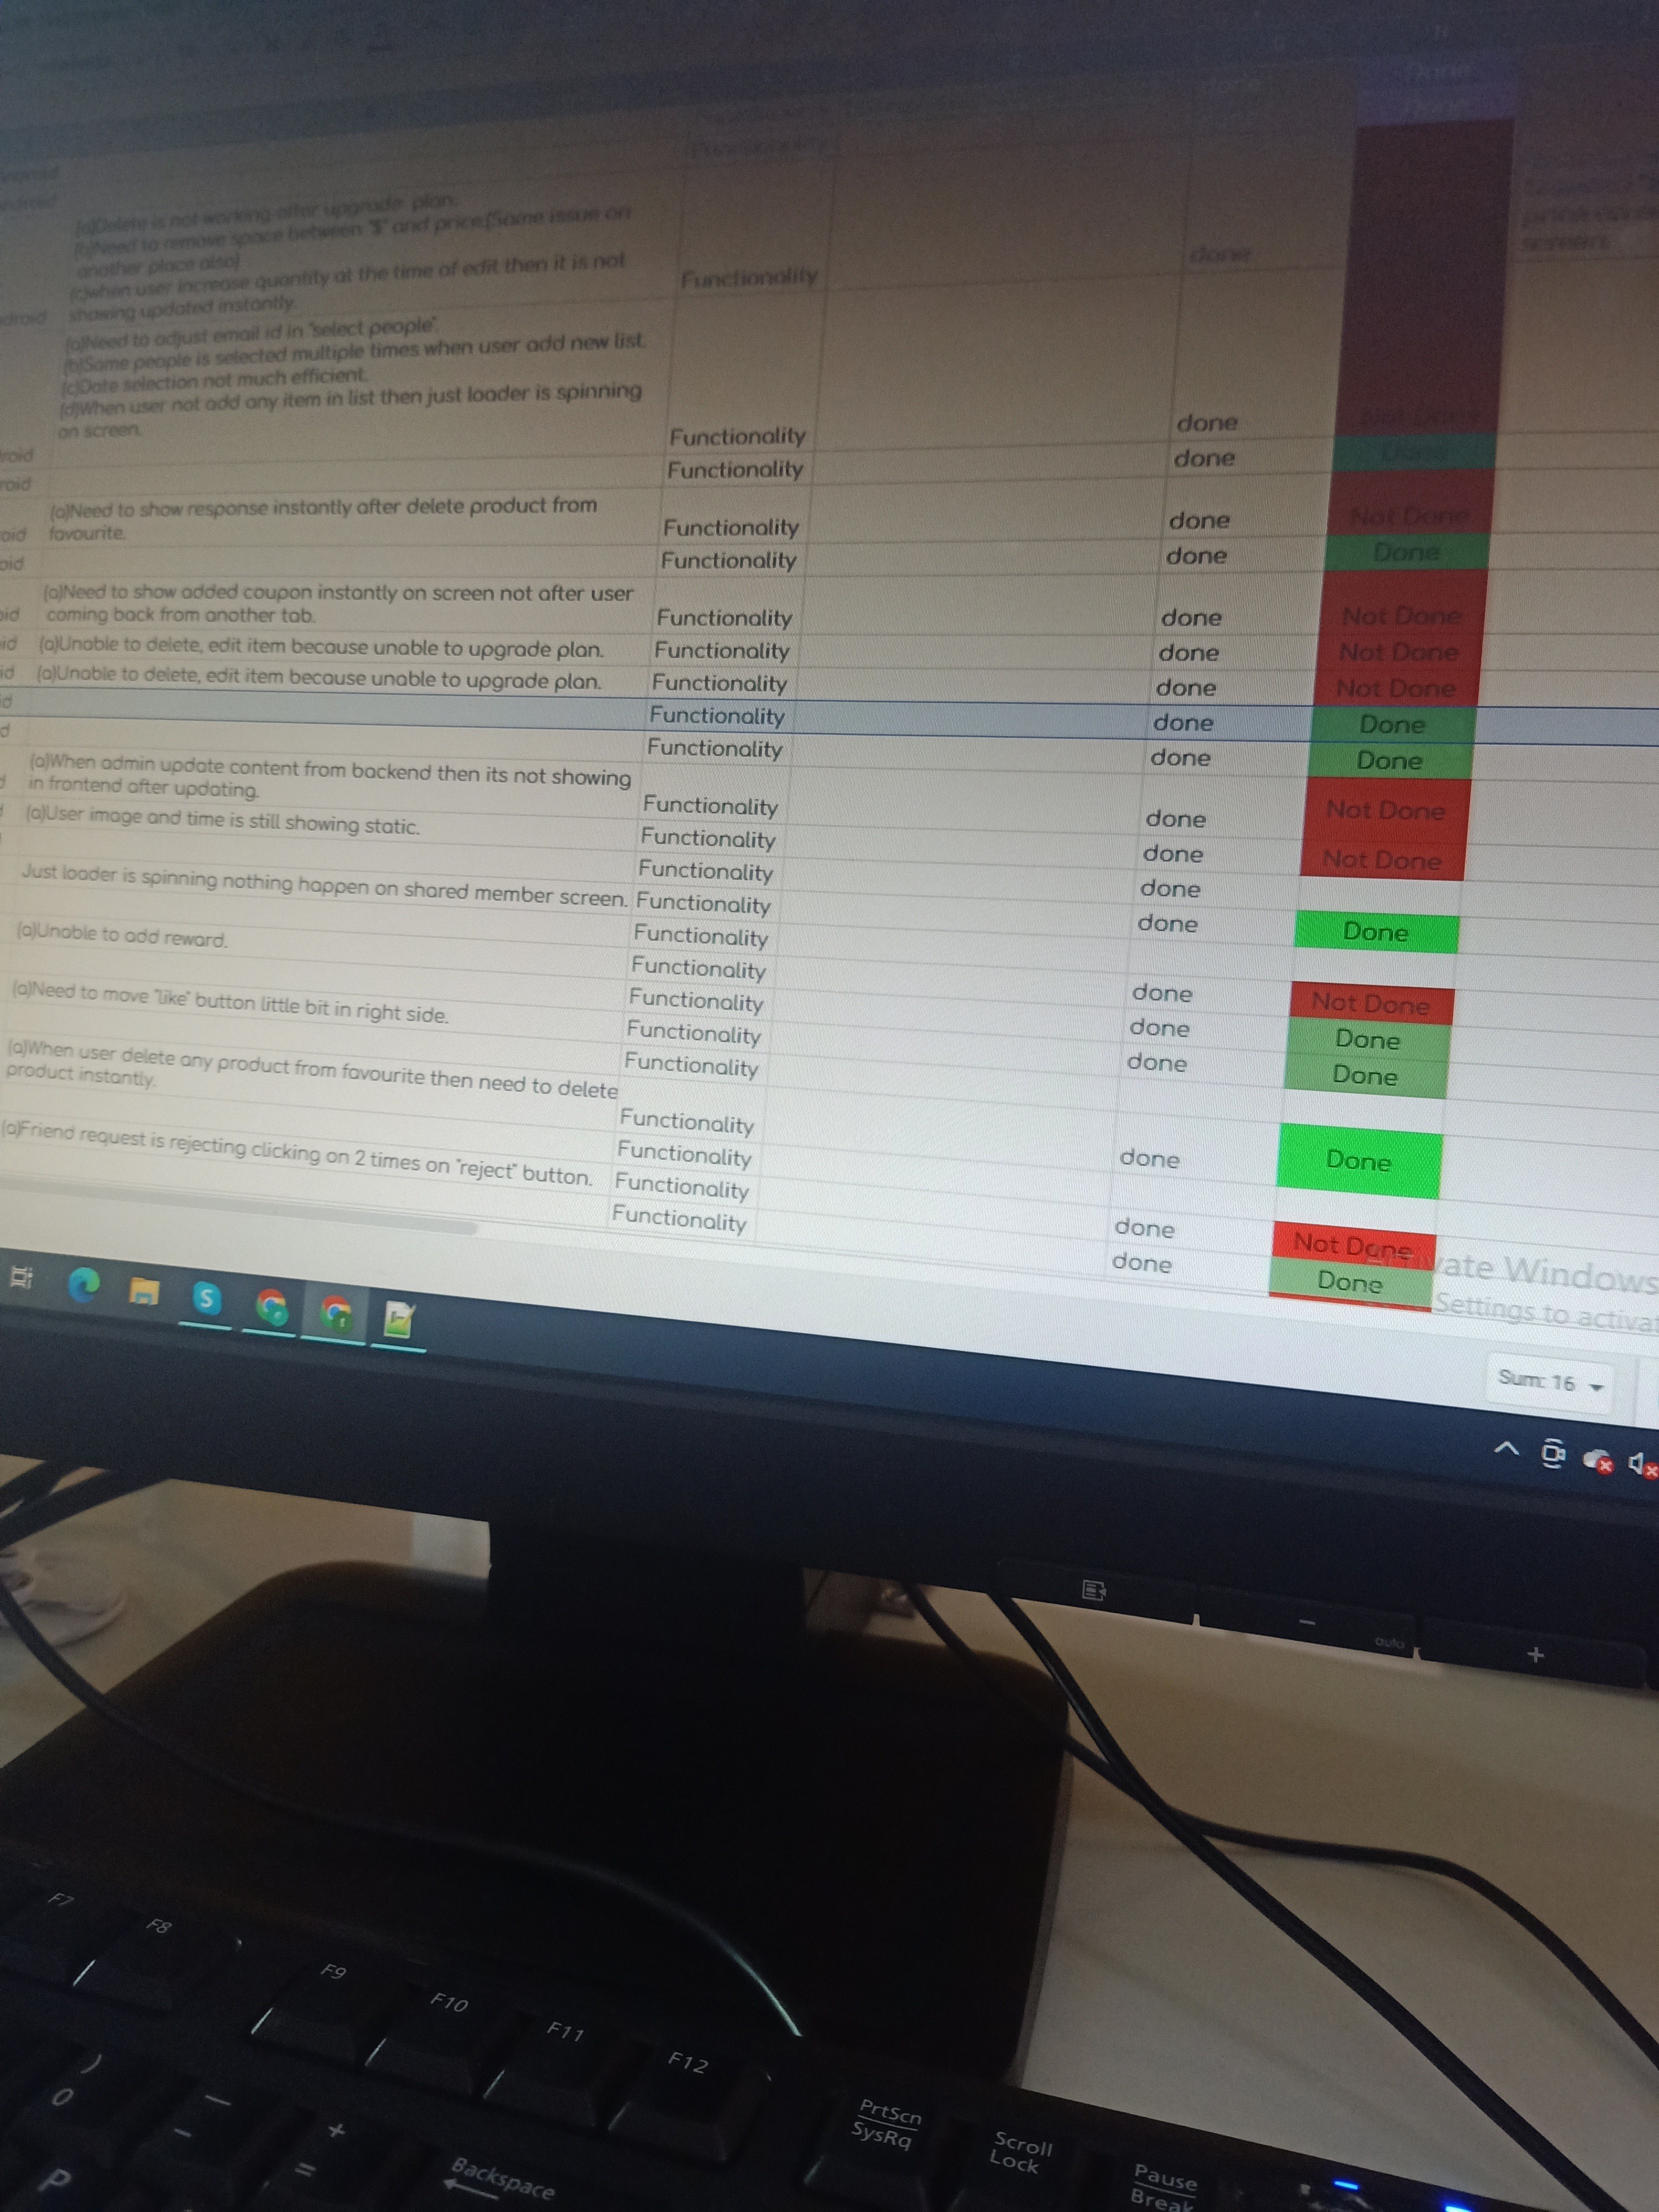 done
Done
Done
Functionality
(a)Delete is not working after upgrade plan.
(b)Need to remove space between "$" and price.(Same issue on
another place also)
(c)when user increase quantity at the time of edit then it is not
showing updated instantly.
droid
Functionality
done
screen.
(a)Need to adjust email id in "select people".
(b)Same people is selected multiple times when user add new list.
(c)Date selection not much efficient.
(d)When user not add any item in list then just loader is spinning
on screen.
roid
Functionality
done
Not Done
roid
Functionality
done
Done
(a)Need to show response instantly after delete product from
favourite.
oid
Functionality
done
Not Done
oid
Functionality
done
Done
(a)Need to show added coupon instantly on screen not after user
coming back from another tab.
oid
Functionality
done
Not Done
id (a)Unable to delete, edit item because unable to upgrade plan.
Functionality
done
Not Done
id (a)Unable to delete, edit item because unable to upgrade plan.
Functionality
done
Not Done
d
Functionality
done
Done
d
Functionality
done
Done
(a)When admin update content from backend then its not showing
in frontend after updating.
Functionality
done
Not Done
(a)User image and time is still showing static.
Functionality
done
Not Done
Functionality
done
Just loader is spinning nothing happen on shared member screen.
Functionality
done
Done
Functionality
(a)Unable to add reward.
Functionality
done
Not Done
Functionality
done
Done
(a)Need to move "like" button little bit in right side.
Functionality
done
Done
Functionality
(a)When user delete any product from favourite then need to delete
product instantly.
Functionality
done
Done
Functionality
(a)Friend request is rejecting clicking on 2 times on "reject" button.
Functionality
done
Not Done
Functionality
done
Done
vate Windows
Settings to activat
Sum: 16
auto
F7
F8
F9
F10
F11
F12
)
0
—
-
+
=
P
Backspace
PrtScn
SysRq
Scroll
Lock
Pause
Break